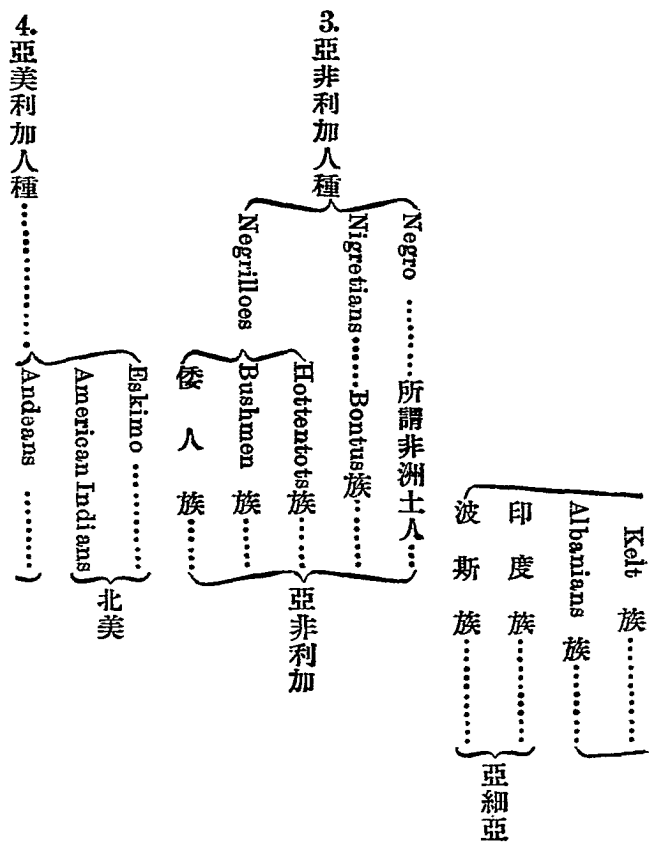 Kelt 族
Albanians 族
印度族
波斯族
亞細亞
3. 亞非利加人種
Negro ……… 所謂非洲土人…
Nigretians …… Bontus族……
Negrilloes
Hottentots族……
Bushmen 族……
倭人族……
亞非利加
4. 亞美利加人種……………
Eskimo ………
American Indians
北美
Andeans ………